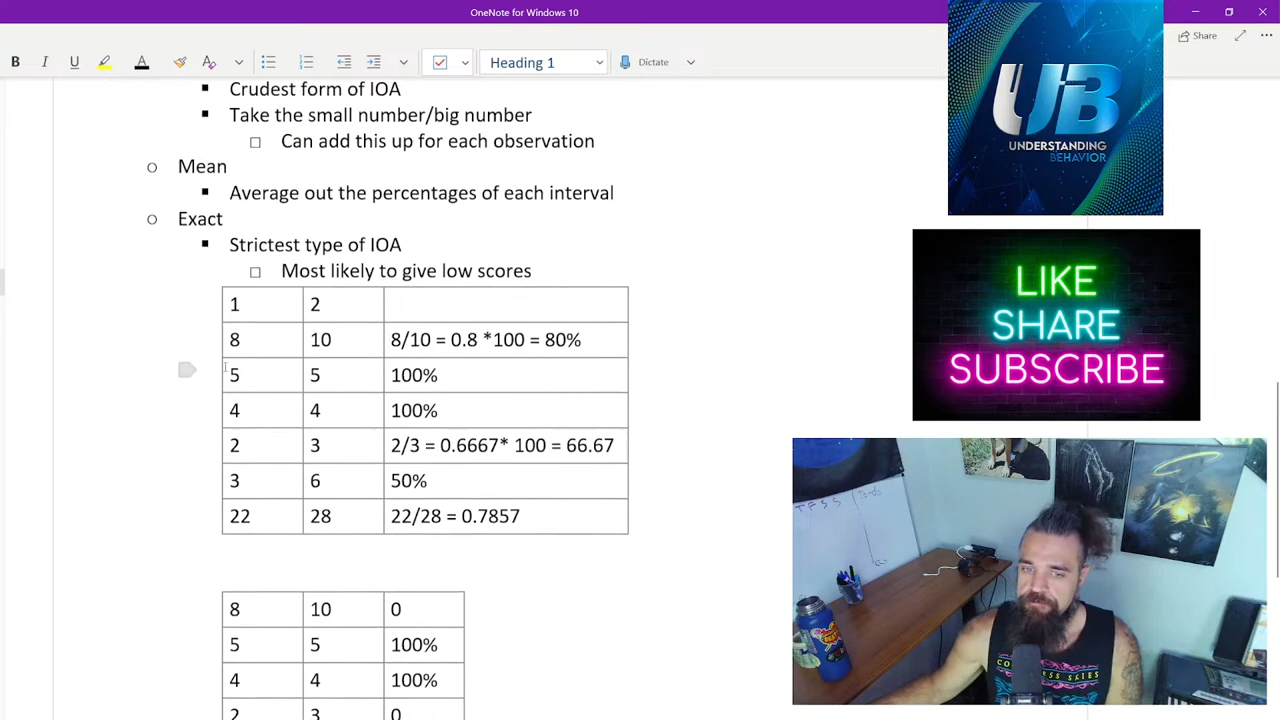 OneNote for Windows 10
Share
B I U A A Heading 1 Dictate
Crudest form of IOA
Take the small number/big number
Can add this up for each observation
Mean
Average out the percentages of each interval
Exact
Strictest type of IOA
Most likely to give low scores
1 2
8 10 8/10 = 0.8 *100 = 80%
5 5 100%
4 4 100%
2 3 2/3 = 0.6667* 100 = 66.67
3 6 50%
22 28 22/28 = 0.7857
8 10 0
5 5 100%
4 4 100%
2 3 0
UB
UNDERSTANDING
BEHAVIOR
LIKE
SHARE
SUBSCRIBE